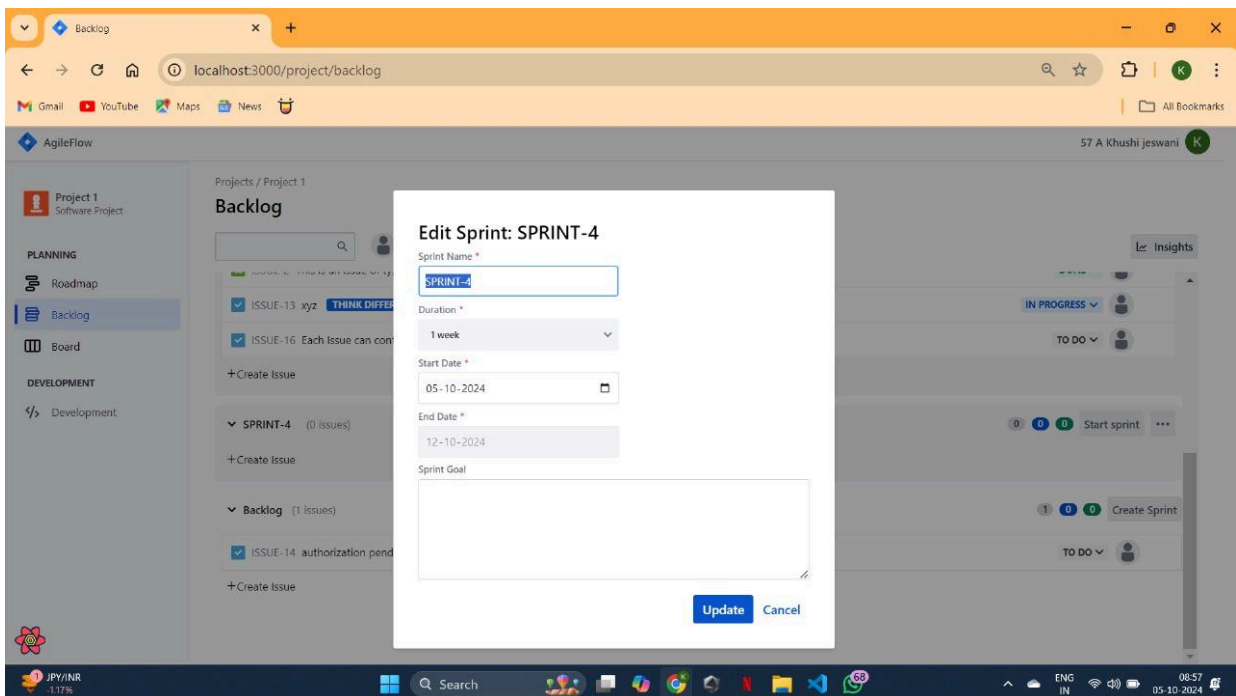 Backlog
localhost:3000/project/backlog
K
Gmail
YouTube
Maps
News
All Bookmarks
AgileFlow
57 A Khushi jeswani K
Project 1
Software Project
PLANNING
Roadmap
Backlog
Board
DEVELOPMENT
Development
Projects / Project 1
Backlog
Insights
ISSUE-13 xyz THINK DIFFER
IN PROGRESS
ISSUE-16 Each Issue can con
TO DO
+Create Issue
SPRINT-4 (0 issues)
0 0 0 Start sprint ...
+Create Issue
Backlog (1 issues)
1 0 0 Create Sprint
ISSUE-14 authorization pend
TO DO
+Create Issue
Edit Sprint: SPRINT-4
Sprint Name *
SPRINT-4
Duration *
1 week
Start Date *
05-10-2024
End Date *
12-10-2024
Sprint Goal
Update Cancel
1
JPY/INR
-1.17%
Search
68
ENG
IN
08:57
05-10-2024